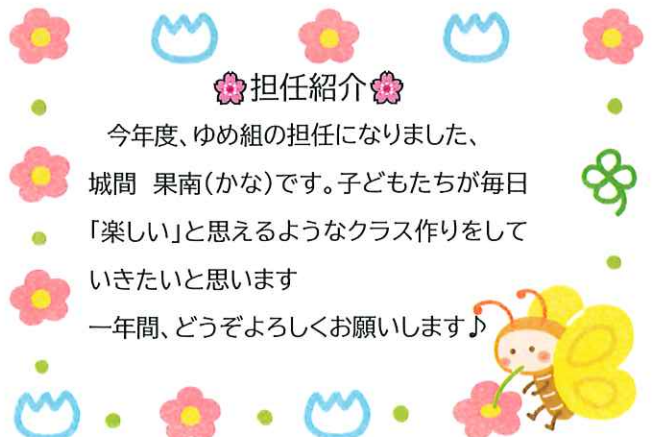 🌸担任紹介🌸
今年度、ゆめ組の担任になりました、
城間　果南(かな)です。子どもたちが毎日
「楽しい」と思えるようなクラス作りをして
いきたいと思います
一年間、どうぞよろしくお願いします♪